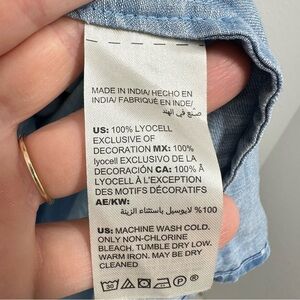 MADE IN INDIA/ HECHO EN
INDIA/ FABRIQUÉ EN INDE/
صنع في الهند
US: 100% LYOCELL
EXCLUSIVE OF
DECORATION MX: 100%
lyocell EXCLUSIVO DE LA
DECORACIÓN CA: 100% Â
LYOCELL À L'EXCEPTION
DES MOTIFS DÉCORATIFS
AE/KW:
100% لايوسيل باستثناء الزينة
US: MACHINE WASH COLD.
ONLY NON-CHLORINE
BLEACH, TUMBLE DRY LOW.
WARM IRON. MAY BE DRY
CLEANED